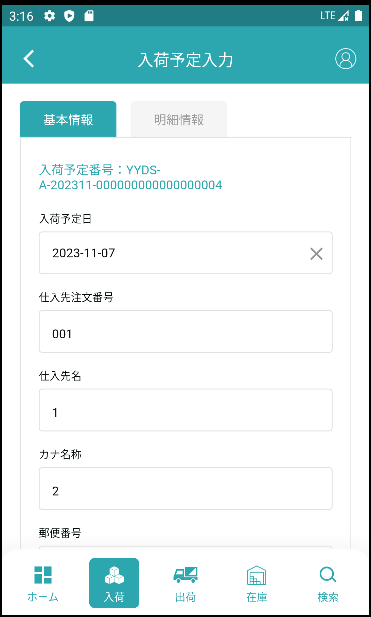 3:16
LTE
入荷予定入力
基本情報
明細情報
入荷予定番号：YYDS-
A-202311-000000000000000004
入荷予定日
2023-11-07
仕入先注文番号
001
仕入先名
1
カナ名称
2
郵便番号
ホーム
入荷
出荷
在庫
検索